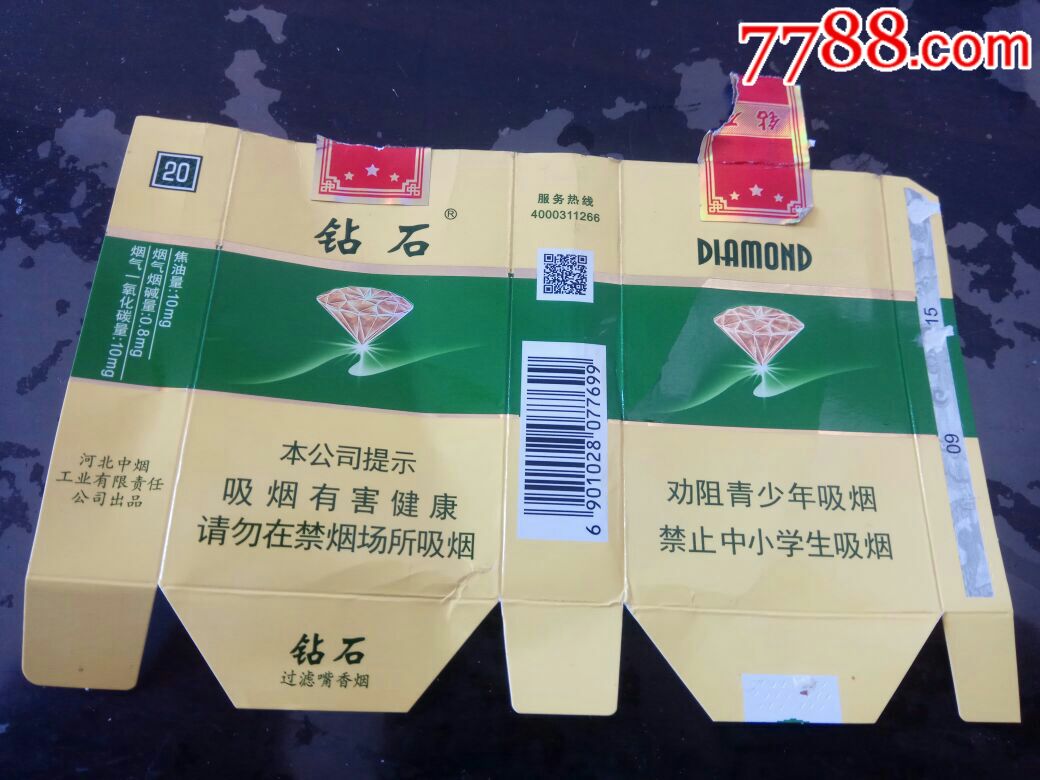 7788.com
钻石
20
服务热线
4000311266
钻石®
DIAMOND
焦油量:10mg
烟气烟碱量:0.8mg
烟气一氧化碳量:10mg
15
09
6 901028 077699
本公司提示
吸烟有害健康
请勿在禁烟场所吸烟
劝阻青少年吸烟
禁止中小学生吸烟
河北中烟
工业有限责任
公司出品
钻石
过滤嘴香烟